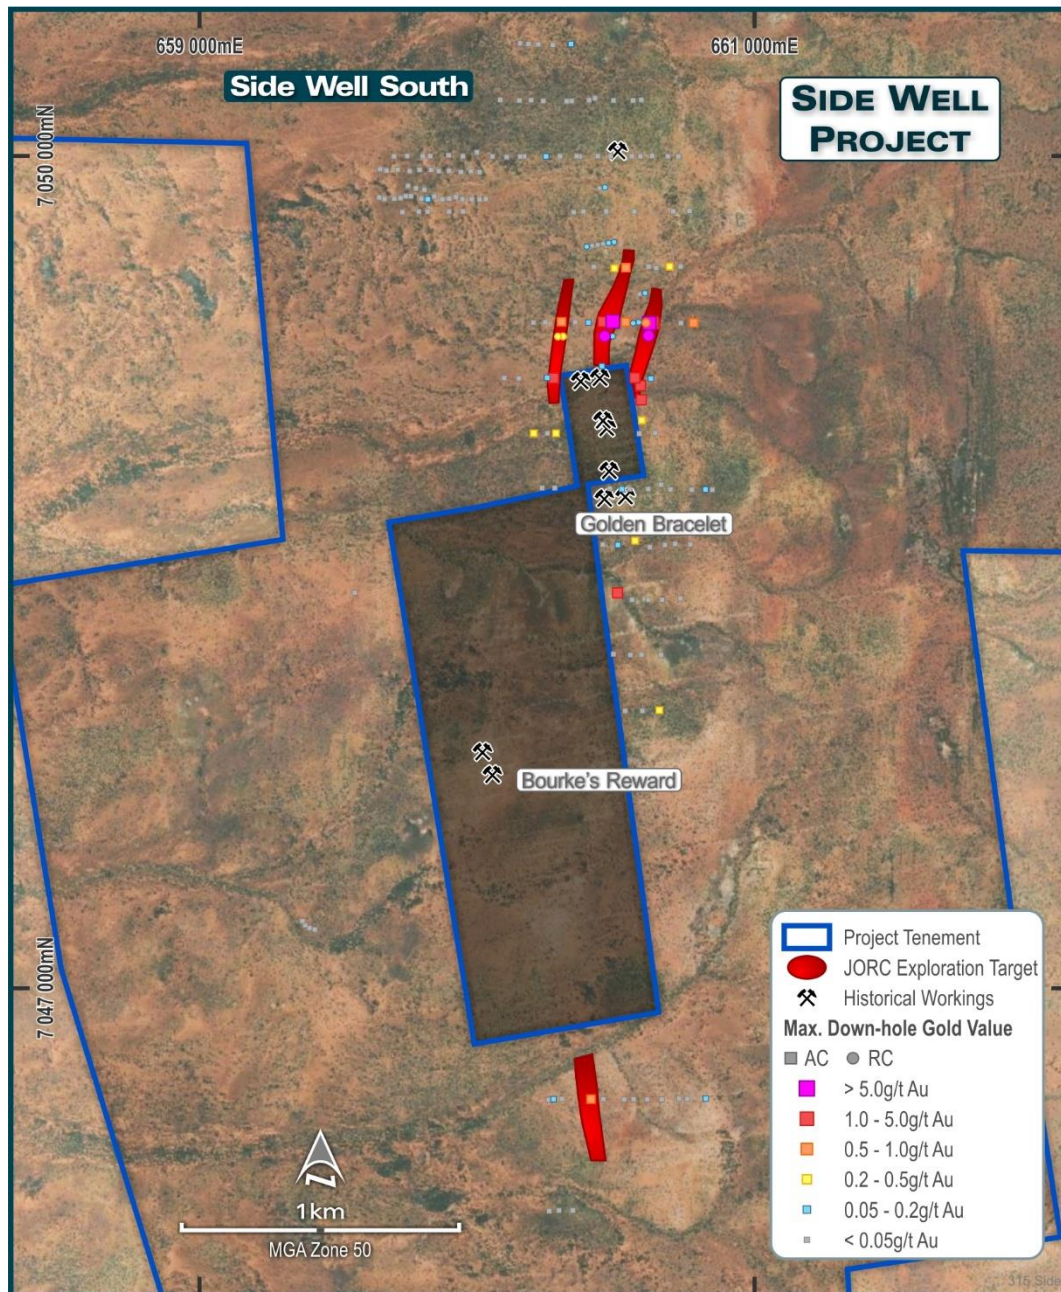 659 000mE
661 000mE
Side Well South
SIDE WELL
PROJECT
7 050 000mN
Golden Bracelet
Bourke's Reward
7 047 000mN
Project Tenement
JORC Exploration Target
Historical Workings
Max. Down-hole Gold Value
AC RC
> 5.0g/t Au
1.0 - 5.0g/t Au
0.5 - 1.0g/t Au
0.2 - 0.5g/t Au
0.05 - 0.2g/t Au
< 0.05g/t Au
N
1km
MGA Zone 50
315 Side